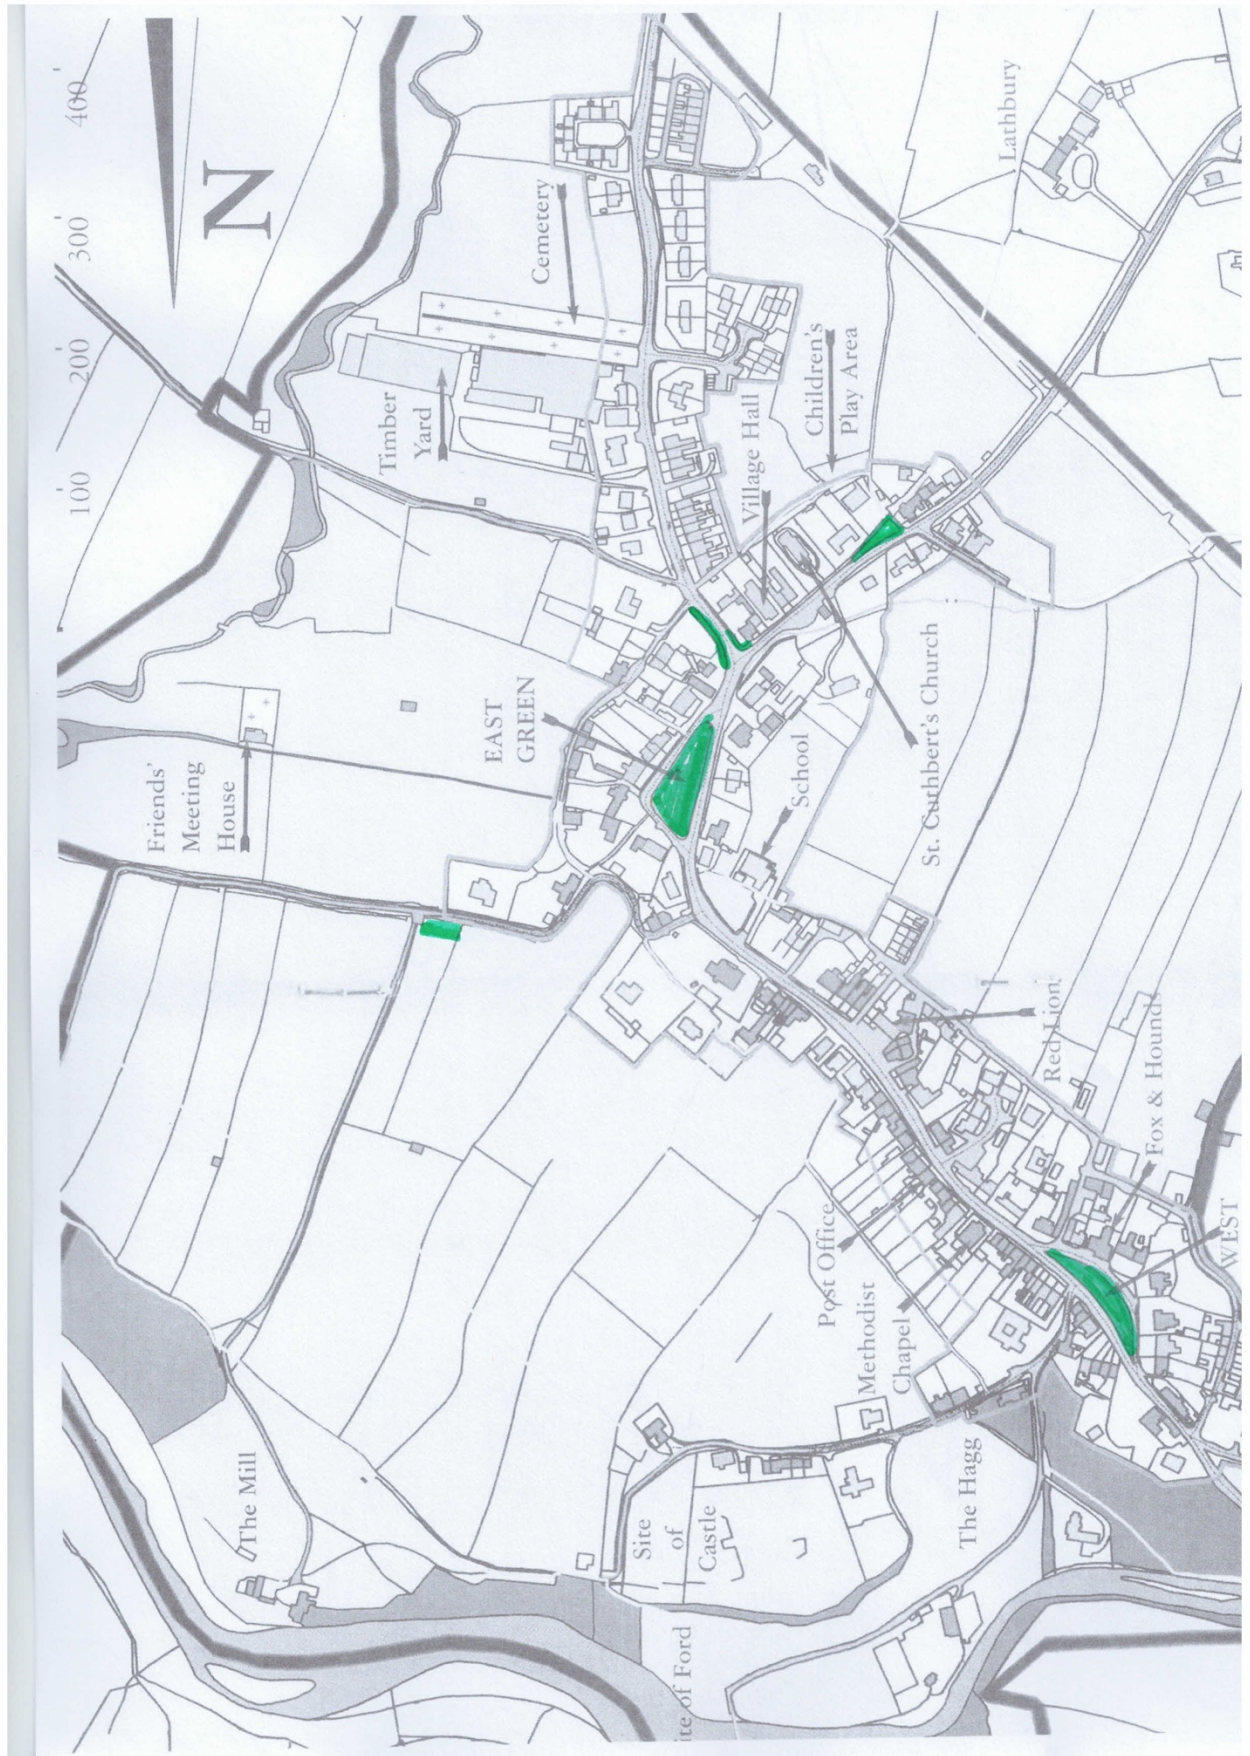 400'
300'
200'
100'
N
Lathbury
Cemetery
Timber
Yard
Children's
Play Area
Village Hall
EAST
GREEN
Friends'
Meeting
House
School
St. Cuthbert's Church
Red Lion
Fox & Hounds
Post Office
Methodist
Chapel
WEST
The Mill
Site
of
Castle
The Hagg
ite of Ford